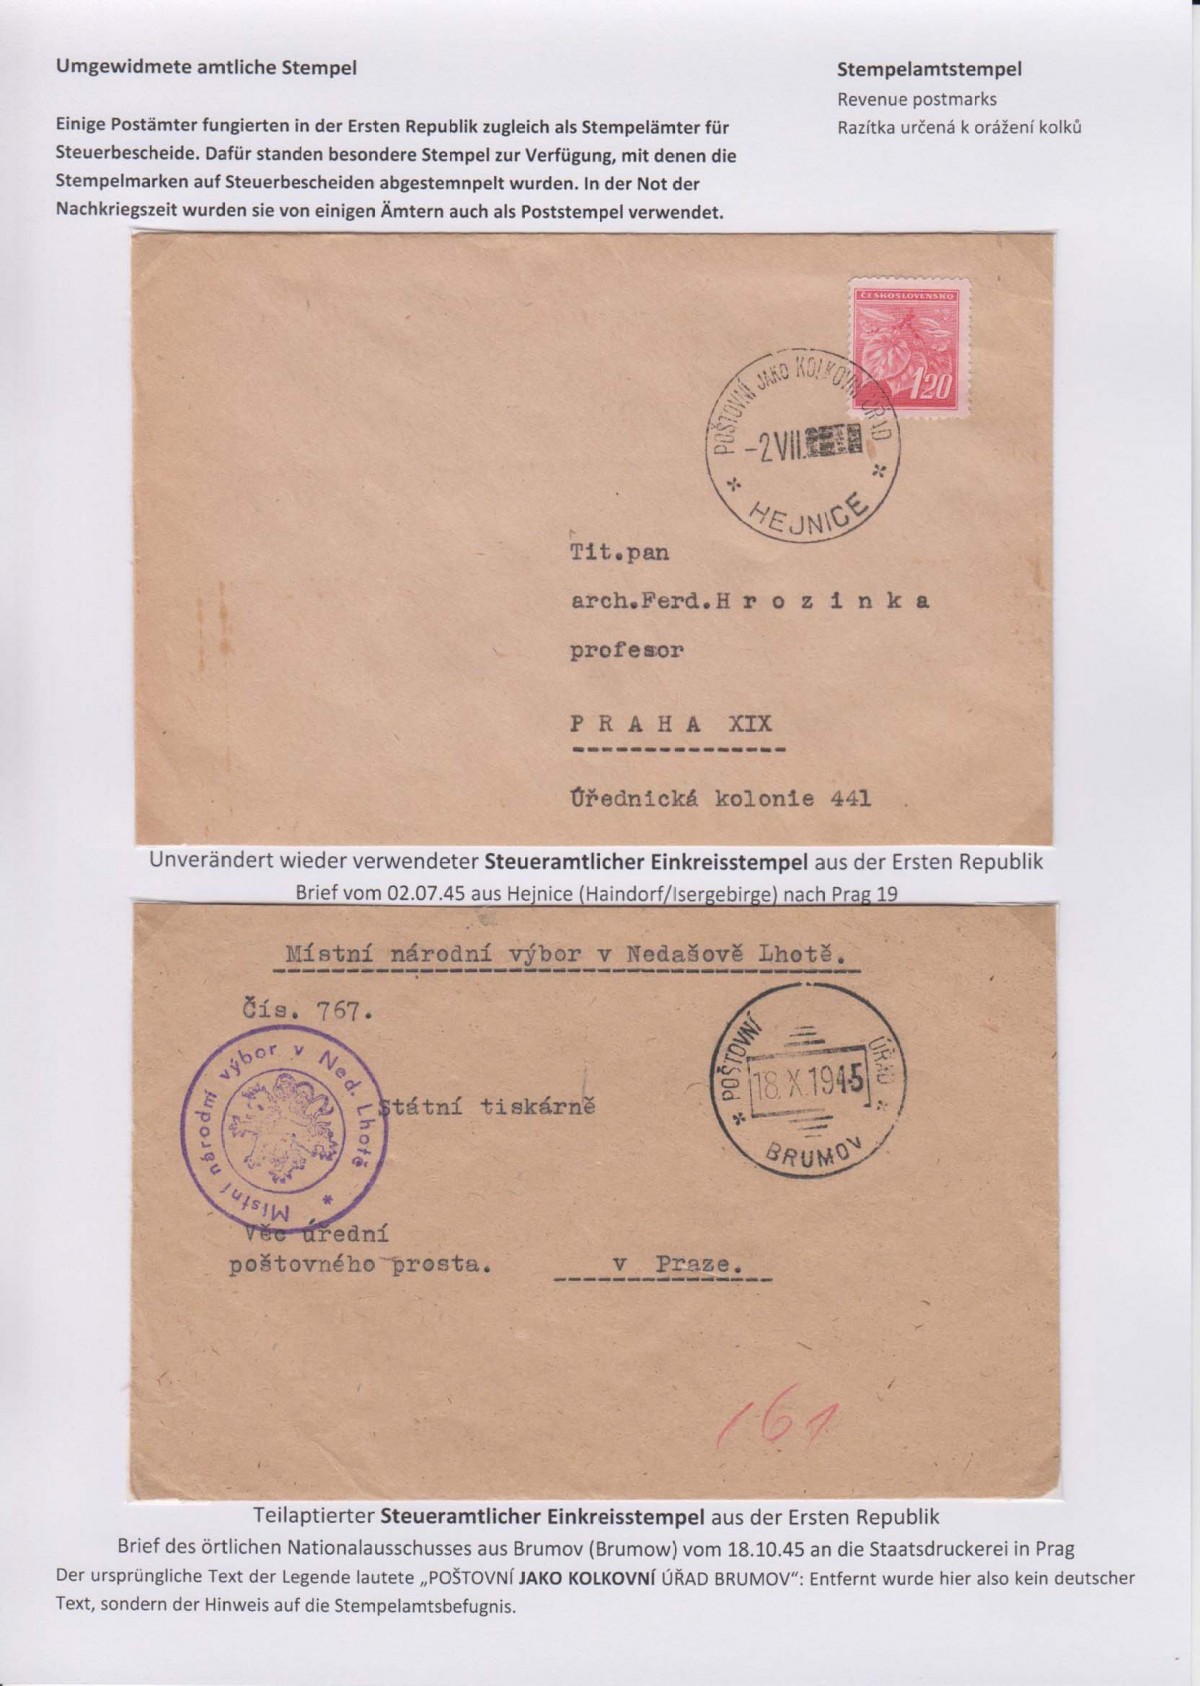 Umgewidmete amtliche Stempel
Stempelamtstempel
Revenue postmarks
Razítka určená k orážení kolků
Einige Postämter fungierten in der Ersten Republik zugleich als Stempelämter für
Steuerbescheide. Dafür standen besondere Stempel zur Verfügung, mit denen die
Stempelmarken auf Steuerbescheiden abgestemnpelt wurden. In der Not der
Nachkriegszeit wurden sie von einigen Ämtern auch als Poststempel verwendet.
ČESKOSLOVENSKO
1 20
POŠTOVNÍ JAKO KOLKOVNÍ ÚŘAD
-2 VII.
HEJNICE
Tit.pan
arch.Ferd.H r o z i n k a
profesor
P R A H A XIX
Úřednická kolonie 441
Unverändert wieder verwendeter Steueramtlicher Einkreisstempel aus der Ersten Republik
Brief vom 02.07.45 aus Hejnice (Haindorf/Isergebirge) nach Prag 19
Místní národní výbor v Nedašově Lhotě.
Čís. 767.
POŠTOVNÍ ÚŘAD
18. X. 1945
BRUMOV
Místní národní výbor v Ned. Lhotě *
Státní tiskárně
Věc úřední
poštovného prosta.
v Praze.
161
Teilaptierter Steueramtlicher Einkreisstempel aus der Ersten Republik
Brief des örtlichen Nationalausschusses aus Brumov (Brumow) vom 18.10.45 an die Staatsdruckerei in Prag
Der ursprüngliche Text der Legende lautete „POŠTOVNÍ JAKO KOLKOVNÍ ÚŘAD BRUMOV“: Entfernt wurde hier also kein deutscher
Text, sondern der Hinweis auf die Stempelamtsbefugnis.